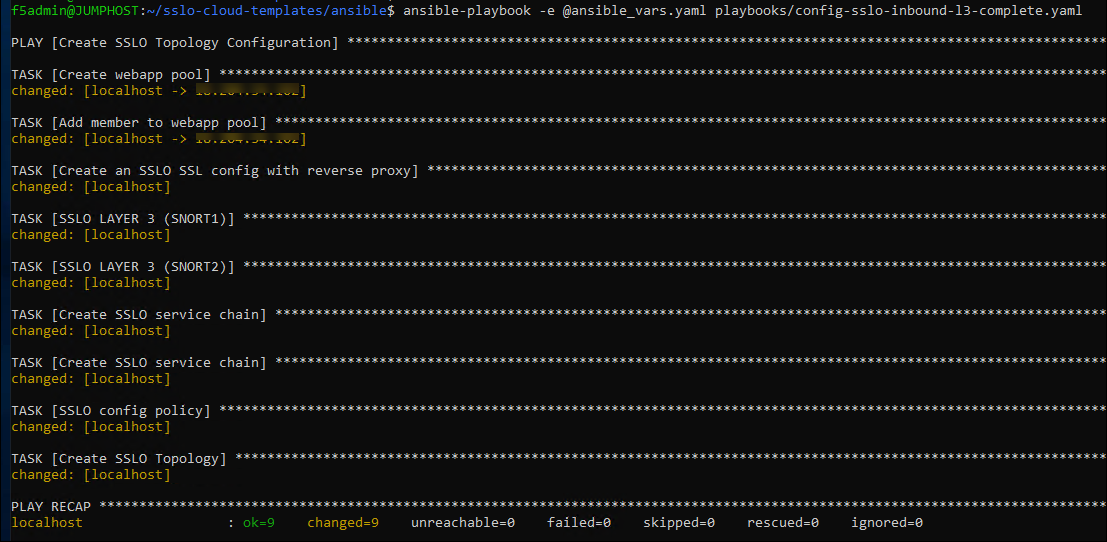 f5admin@JUMPHOST:~/sslo-cloud-templates/ansible$ ansible-playbook -e @ansible_vars.yaml playbooks/config-sslo-inbound-l3-complete.yaml
PLAY [Create SSLO Topology Configuration] ***********************************************************************************************
TASK [Create webapp pool] ***************************************************************************************************************
changed: [localhost -> ]
TASK [Add member to webapp pool] ********************************************************************************************************
changed: [localhost -> ]
TASK [Create an SSLO SSL config with reverse proxy] *************************************************************************************
changed: [localhost]
TASK [SSLO LAYER 3 (SNORT1)] ************************************************************************************************************
changed: [localhost]
TASK [SSLO LAYER 3 (SNORT2)] ************************************************************************************************************
changed: [localhost]
TASK [Create SSLO service chain] ********************************************************************************************************
changed: [localhost]
TASK [Create SSLO service chain] ********************************************************************************************************
changed: [localhost]
TASK [SSLO config policy] ***************************************************************************************************************
changed: [localhost]
TASK [SSLO Topology] ********************************************************************************************************************
changed: [localhost]
PLAY RECAP ******************************************************************************************************************************
localhost                  : ok=9    changed=9    unreachable=0    failed=0    skipped=0    rescued=0    ignored=0